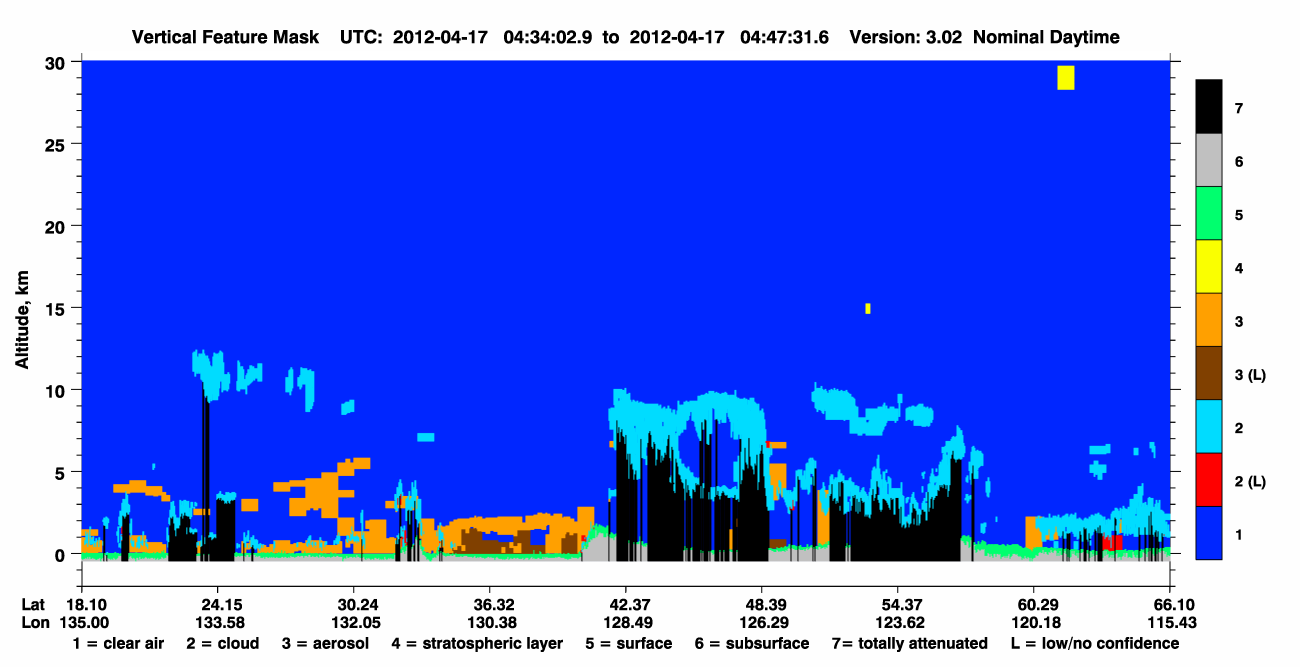 Vertical Feature Mask UTC: 2012-04-17 04:34:02.9 to 2012-04-17 04:47:31.6 Version: 3.02 Nominal Daytime
Altitude, km
30
25
20
15
10
5
0
7
6
5
4
3
3 (L)
2
2 (L)
1
Lat 18.10 24.15 30.24 36.32 42.37 48.39 54.37 60.29 66.10
Lon 135.00 133.58 132.05 130.38 128.49 126.29 123.62 120.18 115.43
1 = clear air 2 = cloud 3 = aerosol 4 = stratospheric layer 5 = surface 6 = subsurface 7= totally attenuated L = low/no confidence